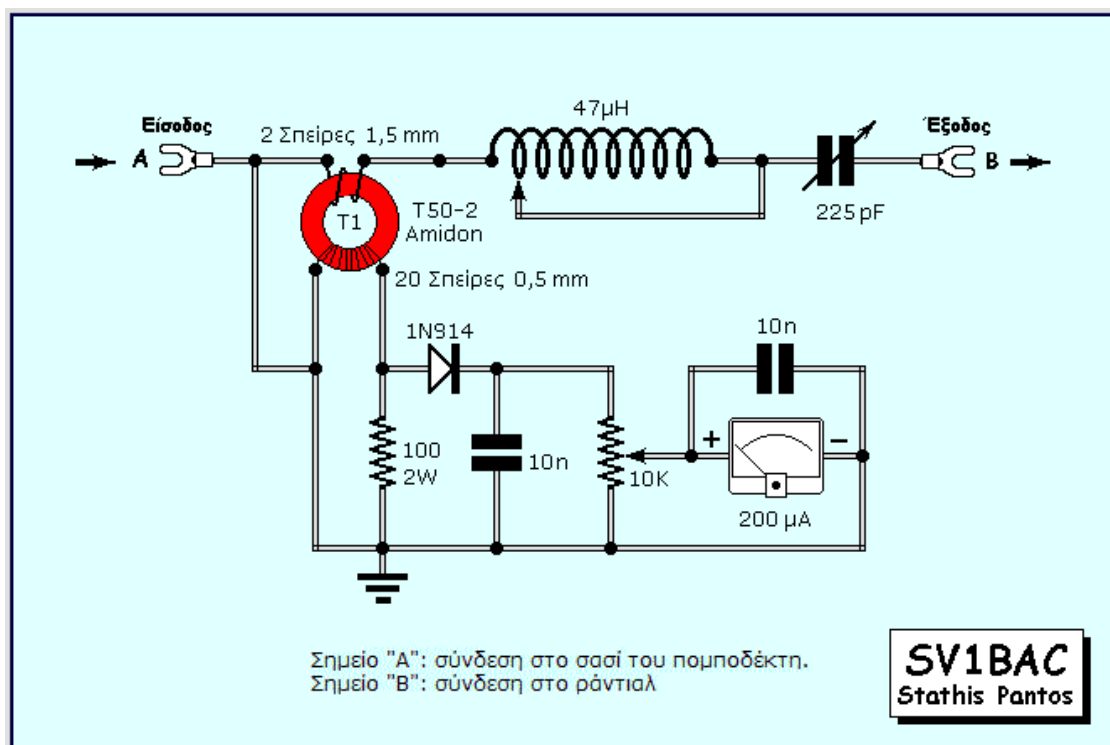 47μH
Είσοδος
2 Σπείρες 1,5 mm
Έξοδος
A
B
T1
T50-2
Amidon
225 pF
20 Σπείρες 0,5 mm
1N914
10n
100
2W
10n
10K
+
−
200 μA
Σημείο "Α": σύνδεση στο σασί του πομποδέκτη.
Σημείο "Β": σύνδεση στο ράντιαλ
SV1BAC
Stathis Pantos